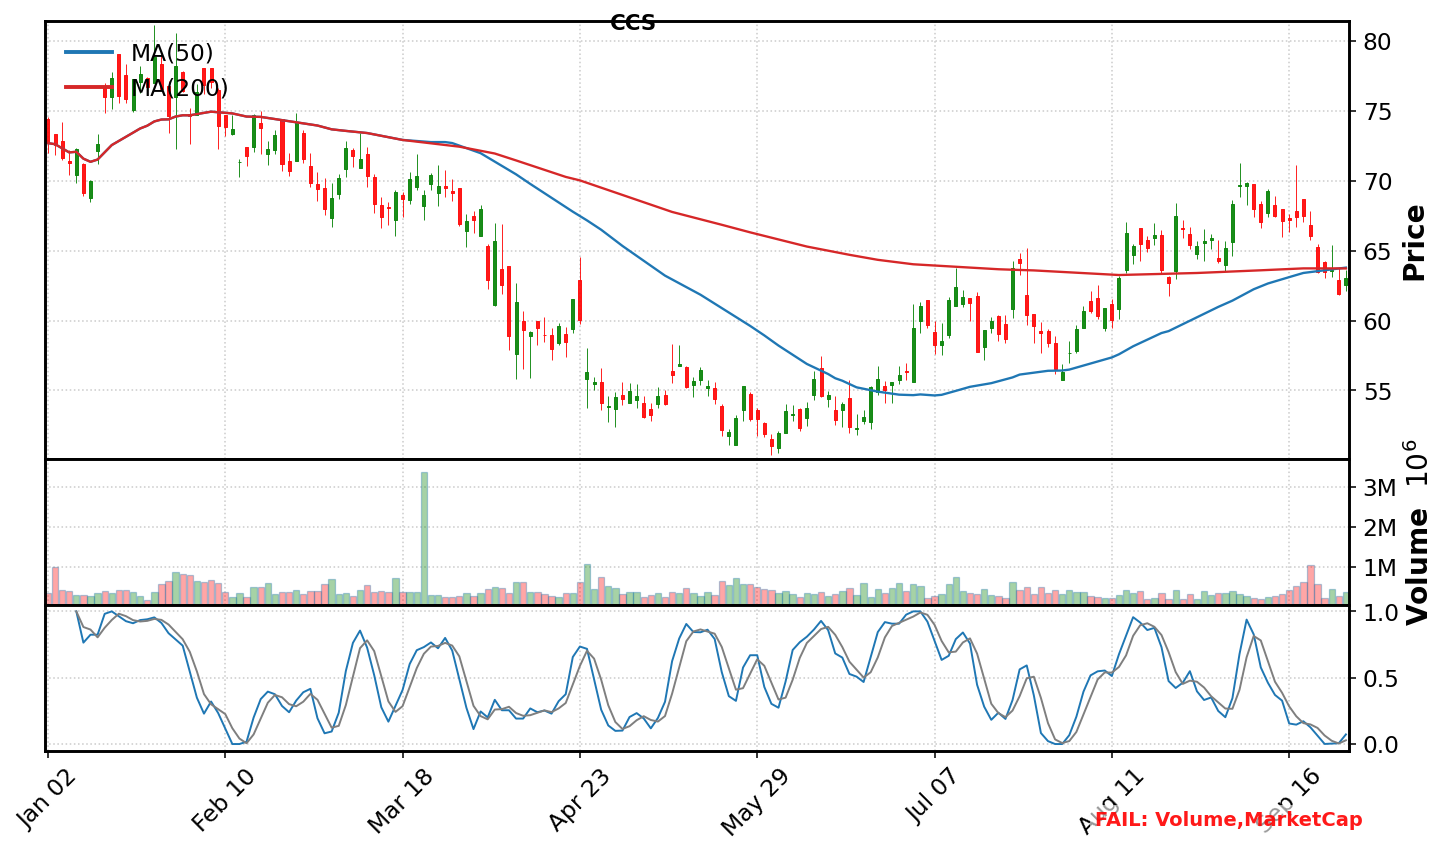 CCS
MA(50)
MA(200)
80
75
70
65
60
55
Price
3M
2M
1M
Volume 10^6
1.0
0.5
0.0
Jan 02
Feb 10
Mar 18
Apr 23
May 29
Jul 07
Aug 11
Sep 16
FAIL: Volume,MarketCap